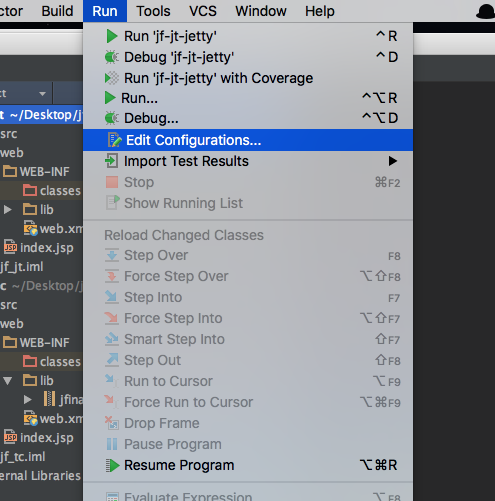 ctor Build Run Tools VCS Window Help
Run 'jf-jt-jetty' ^R
Debug 'jf-jt-jetty' ^D
Run 'jf-jt-jetty' with Coverage
Run... ^⌥R
Debug... ^⌥D
Edit Configurations...
Import Test Results
Stop ⌘F2
Show Running List
Reload Changed Classes
Step Over F8
Force Step Over ⌥⇧F8
Step Into F7
Force Step Into ⌥⇧F7
Smart Step Into ⇧F7
Step Out ⇧F8
Run to Cursor ⌥F9
Force Run to Cursor ⌥⌘F9
Drop Frame
Pause Program
Resume Program ⌥⌘R
Evaluate Expression ⌥F8
ct
t ~/Desktop/j
src
web
WEB-INF
classes
lib
web.xm
index.jsp
jf_jt.iml
c ~/Desktop/j
src
web
WEB-INF
classes
lib
jfina
web.xm
index.jsp
jf_tc.iml
ernal Libraries